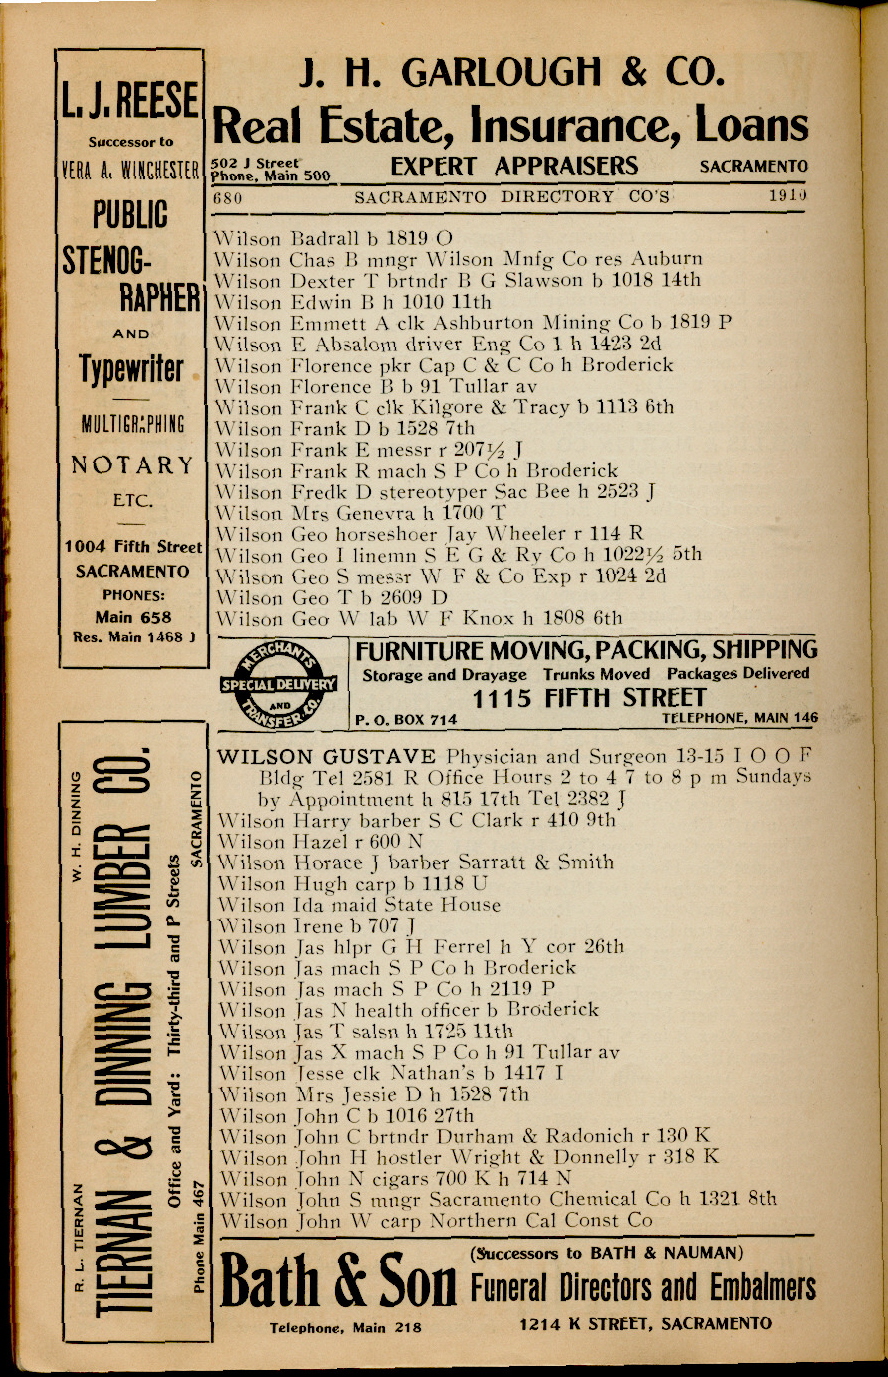 L. J. REESE
Successor to
VERA A. WINCHESTER
PUBLIC
STENOG-
RAPHER
AND
Typewriter
MULTIGRAPHING
NOTARY
ETC.
1004 Fifth Street
SACRAMENTO
PHONES:
Main 658
Res. Main 1468 J
J. H. GARLOUGH & CO.
Real Estate, Insurance, Loans
502 J Street
Phone, Main 500
EXPERT APPRAISERS
SACRAMENTO
680 SACRAMENTO DIRECTORY CO'S 1910
Wilson Badrall b 1819 O
Wilson Chas B mngr Wilson Mnfg Co res Auburn
Wilson Dexter T brtndr B G Slawson b 1018 14th
Wilson Edwin B h 1010 11th
Wilson Emmett A clk Ashburton Mining Co b 1819 P
Wilson E Absalom driver Eng Co 1 h 1423 2d
Wilson Florence pkr Cap C & C Co h Broderick
Wilson Florence B b 91 Tullar av
Wilson Frank C clk Kilgore & Tracy b 1113 6th
Wilson Frank D b 1528 7th
Wilson Frank E messr r 207½ J
Wilson Frank R mach S P Co h Broderick
Wilson Fredk D stereotyper Sac Bee h 2523 J
Wilson Mrs Genevra h 1700 T
Wilson Geo horseshoer Jay Wheeler r 114 R
Wilson Geo I linemn S E G & Ry Co h 1022½ 5th
Wilson Geo S messr W F & Co Exp r 1024 2d
Wilson Geo T b 2609 D
Wilson Geo W lab W F Knox h 1808 6th
MERCHANTS
SPECIAL DELIVERY
AND
TRANSFER CO
FURNITURE MOVING, PACKING, SHIPPING
Storage and Drayage Trunks Moved Packages Delivered
1115 FIFTH STREET
P. O. BOX 714 TELEPHONE, MAIN 146
WILSON GUSTAVE Physician and Surgeon 13-15 I O O F
Bldg Tel 2581 R Office Hours 2 to 4 7 to 8 p m Sundays
by Appointment h 815 17th Tel 2382 J
Wilson Harry barber S C Clark r 410 9th
Wilson Hazel r 600 N
Wilson Horace J barber Sarratt & Smith
Wilson Hugh carp b 1118 U
Wilson Ida maid State House
Wilson Irene b 707 J
Wilson Jas hlpr G H Ferrel h Y cor 26th
Wilson Jas mach S P Co h Broderick
Wilson Jas mach S P Co h 2119 P
Wilson Jas N health officer b Broderick
Wilson Jas T salsn h 1725 11th
Wilson Jas X mach S P Co h 91 Tullar av
Wilson Jesse clk Nathan's b 1417 I
Wilson Mrs Jessie D h 1528 7th
Wilson John C b 1016 27th
Wilson John C brtndr Durham & Radonich r 130 K
Wilson John H hostler Wright & Donnelly r 318 K
Wilson John N cigars 700 K h 714 N
Wilson John S mngr Sacramento Chemical Co h 1321 8th
Wilson John W carp Northern Cal Const Co
R. L. TIERNAN W. H. DINNING
TIERNAN & DINNING LUMBER CO.
Office and Yard: Thirty-third and P Streets
Phone Main 467 SACRAMENTO
Bath & Son
(Successors to BATH & NAUMAN)
Funeral Directors and Embalmers
Telephone, Main 218
1214 K STREET, SACRAMENTO